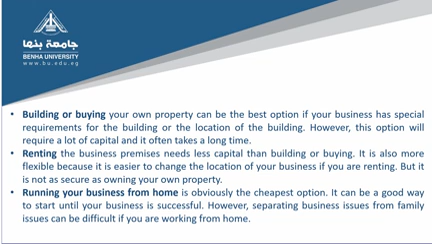 جامعة بنها
BENHA UNIVERSITY
www.bu.edu.eg
• Building or buying your own property can be the best option if your business has special
requirements for the building or the location of the building. However, this option will
require a lot of capital and it often takes a long time.
• Renting the business premises needs less capital than building or buying. It is also more
flexible because it is easier to change the location of your business if you are renting. But it
is not as secure as owning your own property.
• Running your business from home is obviously the cheapest option. It can be a good way
to start until your business is successful. However, separating business issues from family
issues can be difficult if you are working from home.